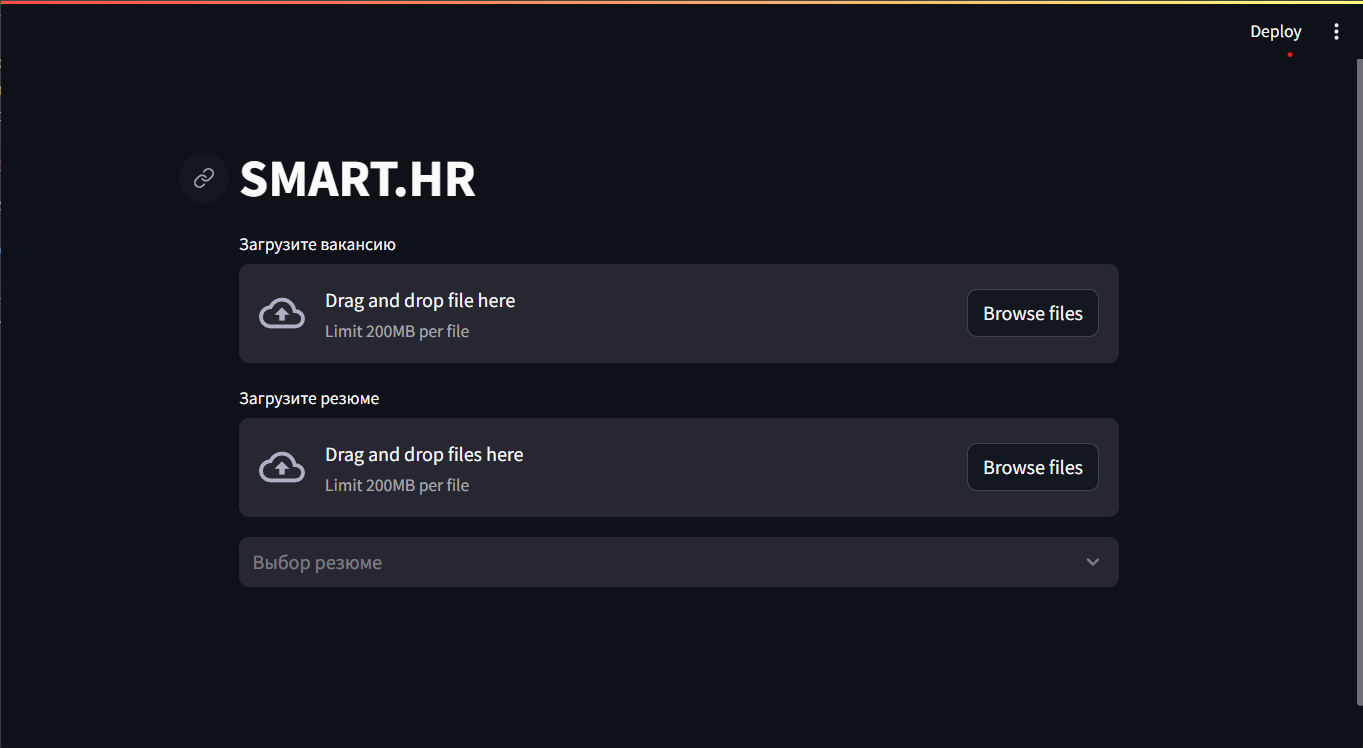 Deploy
SMART.HR
Загрузите вакансию
Drag and drop file here
Limit 200MB per file
Browse files
Загрузите резюме
Drag and drop files here
Limit 200MB per file
Browse files
Выбор резюме